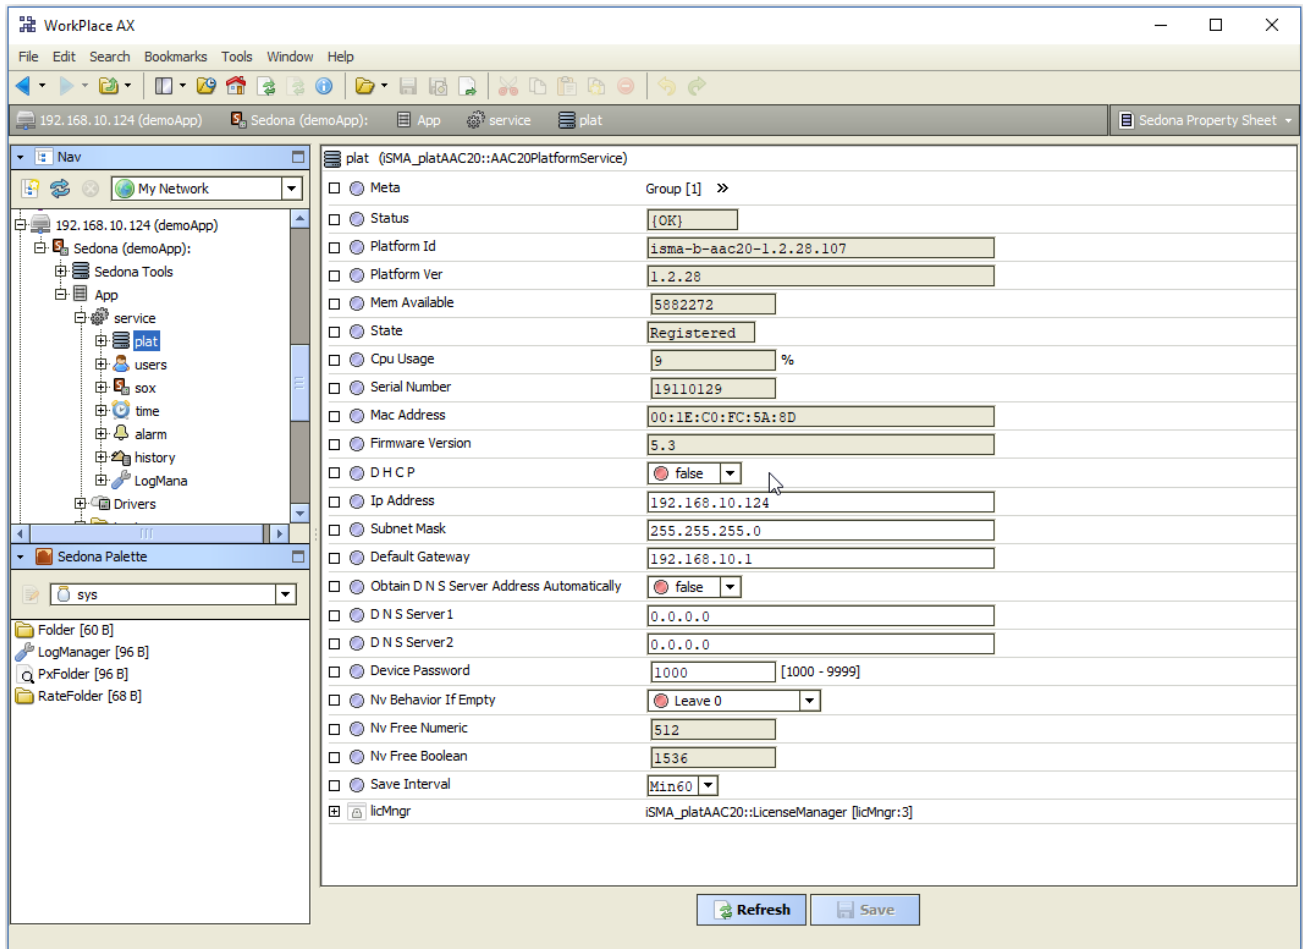 WorkPlace AX
File Edit Search Bookmarks Tools Window Help
192.168.10.124 (demoApp) Sedona (demoApp): App service plat Sedona Property Sheet
Nav
My Network
192.168.10.124 (demoApp)
Sedona (demoApp):
Sedona Tools
App
service
plat
users
sox
time
alarm
history
LogMana
Drivers
Sedona Palette
sys
Folder [60 B]
LogManager [96 B]
PxFolder [96 B]
RateFolder [68 B]
plat (iSMA_platAAC20::AAC20PlatformService)
Meta Group [1] »
Status {OK}
Platform Id isma-b-aac20-1.2.28.107
Platform Ver 1.2.28
Mem Available 5882272
State Registered
Cpu Usage 9 %
Serial Number 19110129
Mac Address 00:1E:C0:FC:5A:8D
Firmware Version 5.3
D H C P false
Ip Address 192.168.10.124
Subnet Mask 255.255.255.0
Default Gateway 192.168.10.1
Obtain D N S Server Address Automatically false
D N S Server1 0.0.0.0
D N S Server2 0.0.0.0
Device Password 1000 [1000 - 9999]
Nv Behavior If Empty Leave 0
Nv Free Numeric 512
Nv Free Boolean 1536
Save Interval Min60
licMngr iSMA_platAAC20::LicenseManager [licMngr:3]
Refresh Save